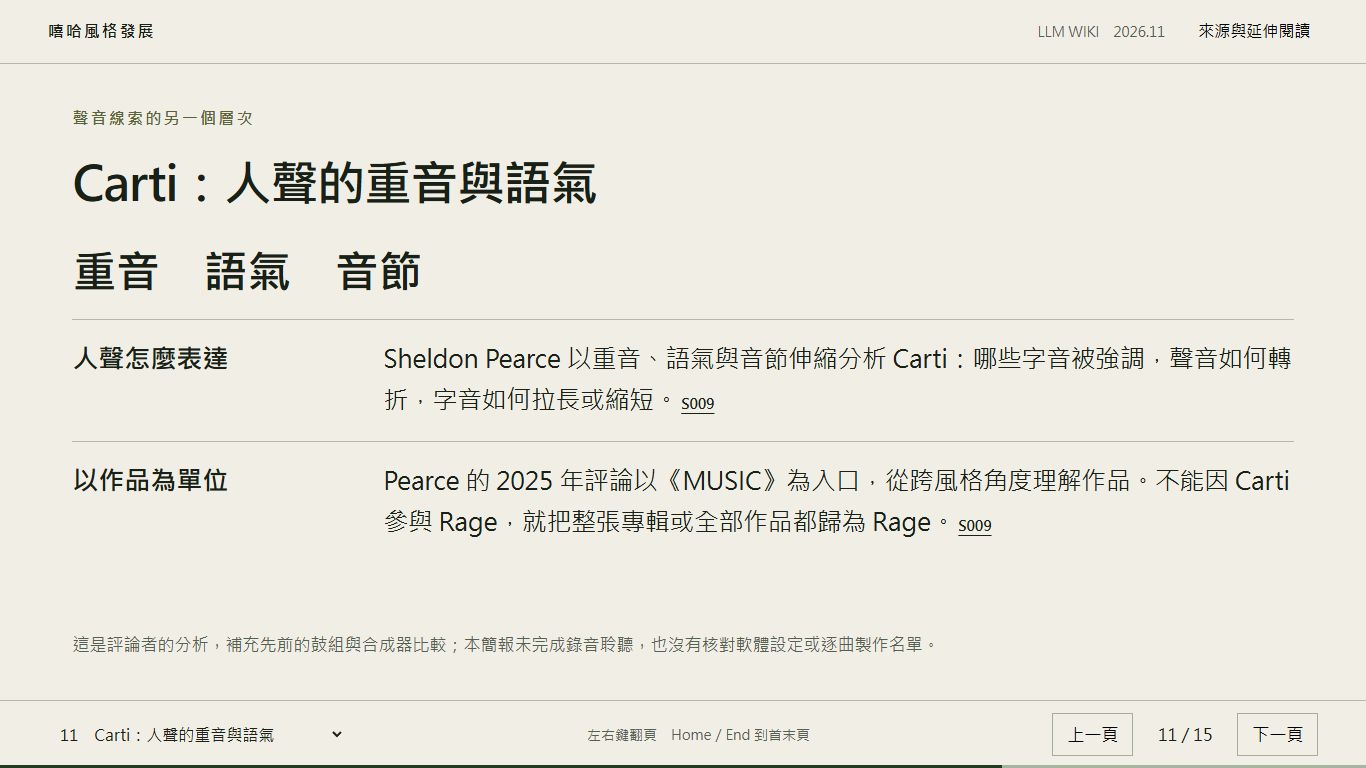 嘻哈風格發展
LLM WIKI 2026.11 來源與延伸閱讀
聲音線索的另一個層次
Carti：人聲的重音與語氣
重音 語氣 音節
人聲怎麼表達
Sheldon Pearce 以重音、語氣與音節伸縮分析 Carti：哪些字音被強調，聲音如何轉
折，字音如何拉長或縮短。 S009
以作品為單位
Pearce 的 2025 年評論以《MUSIC》為入口，從跨風格角度理解作品。不能因 Carti
參與 Rage，就把整張專輯或全部作品都歸為 Rage。 S009
這是評論者的分析，補充先前的鼓組與合成器比較；本簡報未完成錄音聆聽，也沒有核對軟體設定或逐曲製作名單。
11 Carti：人聲的重音與語氣
左右鍵翻頁 Home / End 到首末頁
上一頁 11 / 15 下一頁